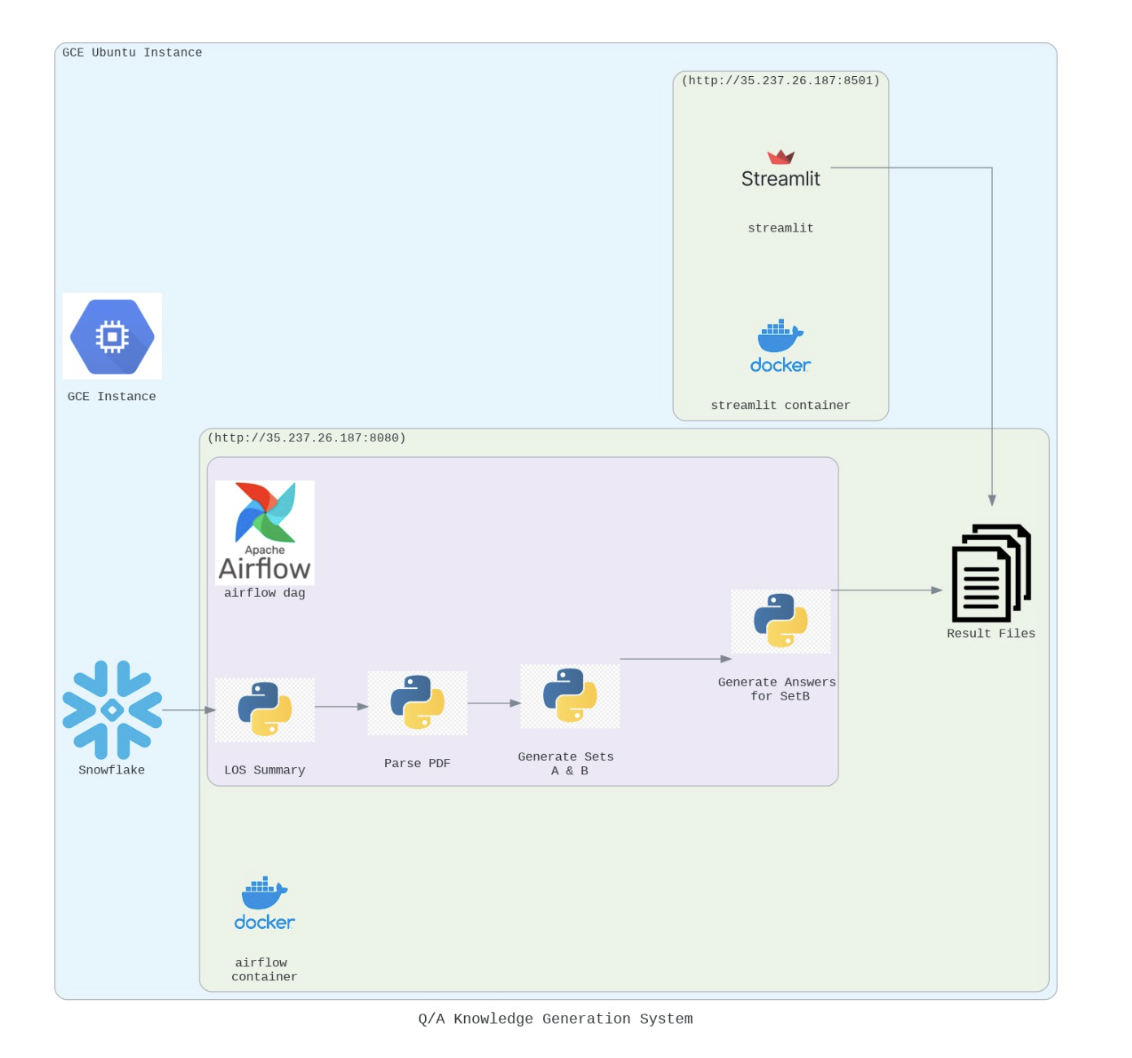 GCE Ubuntu Instance
(http://35.237.26.187:8501)
Streamlit
streamlit
docker
streamlit container
GCE Instance
(http://35.237.26.187:8080)
Apache
Airflow
airflow dag
Result Files
Generate Answers
for SetB
Snowflake
LOS Summary
Parse PDF
Generate Sets
A & B
docker
airflow
container
Q/A Knowledge Generation System